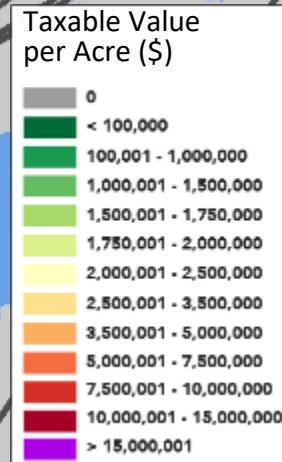 Taxable Value
per Acre ($)
0
< 100,000
100,001 - 1,000,000
1,000,001 - 1,500,000
1,500,001 - 1,750,000
1,750,001 - 2,000,000
2,000,001 - 2,500,000
2,500,001 - 3,500,000
3,500,001 - 5,000,000
5,000,001 - 7,500,000
7,500,001 - 10,000,000
10,000,001 - 15,000,000
> 15,000,001